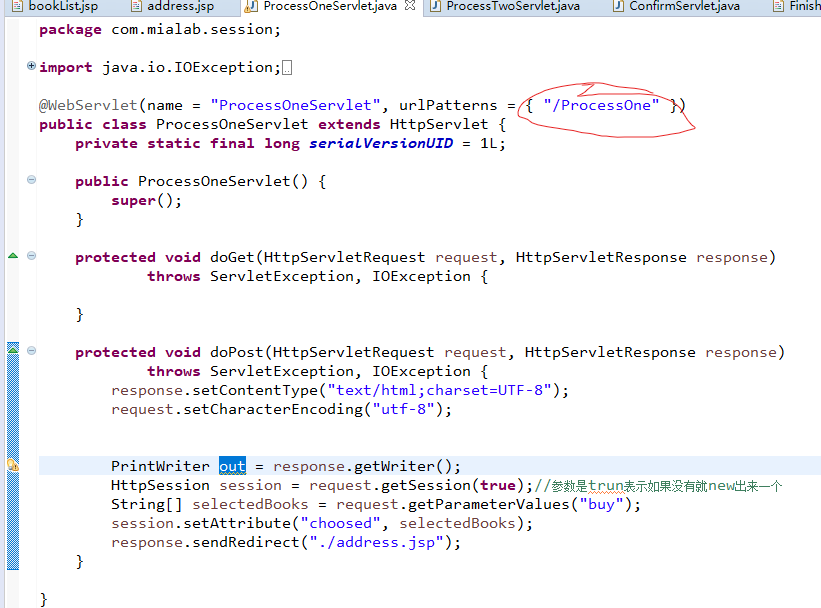 bookList.jsp address.jsp ProcessOneServlet.java ProcessTwoServlet.java ConfirmServlet.java Finish
package com.mialab.session;
import java.io.IOException;
@WebServlet(name = "ProcessOneServlet", urlPatterns = { "/ProcessOne" })
public class ProcessOneServlet extends HttpServlet {
private static final long serialVersionUID = 1L;
public ProcessOneServlet() {
super();
}
protected void doGet(HttpServletRequest request, HttpServletResponse response)
throws ServletException, IOException {
}
protected void doPost(HttpServletRequest request, HttpServletResponse response)
throws ServletException, IOException {
response.setContentType("text/html;charset=UTF-8");
request.setCharacterEncoding("utf-8");
PrintWriter out = response.getWriter();
HttpSession session = request.getSession(true);//参数是trun表示如果没有就new出来一个
String[] selectedBooks = request.getParameterValues("buy");
session.setAttribute("choosed", selectedBooks);
response.sendRedirect("./address.jsp");
}
}